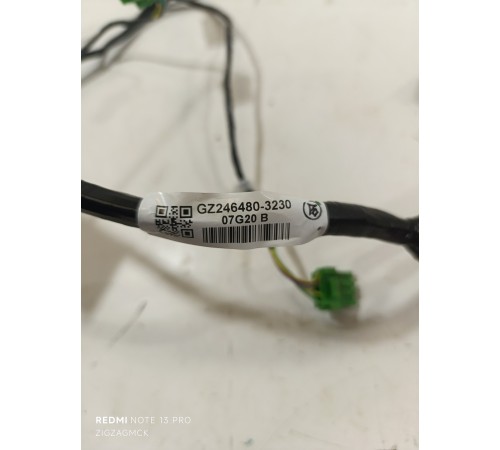 GZ246480-3230
07G20 B
REDMI NOTE 13 PRO
ZIGZAGMCK